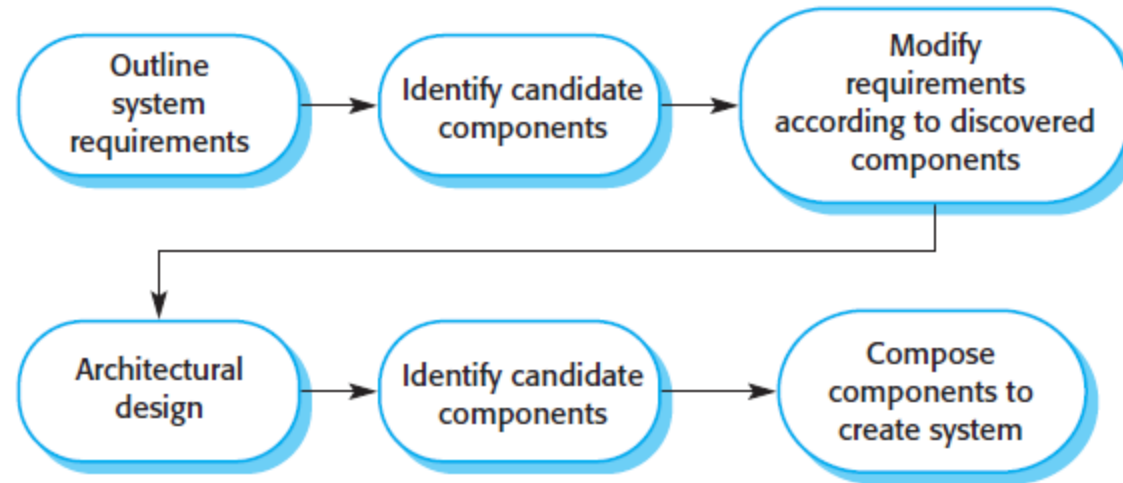 Outline
system
requirements
Identify candidate
components
Modify
requirements
according to discovered
components
Architectural
design
Identify candidate
components
Compose
components to
create system